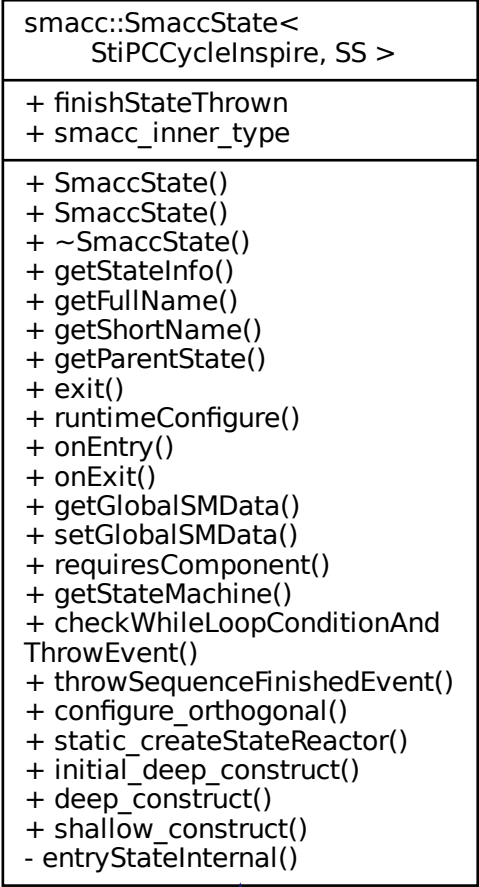 smacc::SmaccState<
StiPCCycleInspire, SS >
+ finishStateThrown
+ smacc_inner_type
+ SmaccState()
+ SmaccState()
+ ~SmaccState()
+ getStateInfo()
+ getFullName()
+ getShortName()
+ getParentState()
+ exit()
+ runtimeConfigure()
+ onEntry()
+ onExit()
+ getGlobalSMData()
+ setGlobalSMData()
+ requiresComponent()
+ getStateMachine()
+ checkWhileLoopConditionAnd
ThrowEvent()
+ throwSequenceFinishedEvent()
+ configure_orthogonal()
+ static_createStateReactor()
+ initial_deep_construct()
+ deep_construct()
+ shallow_construct()
- entryStateInternal()